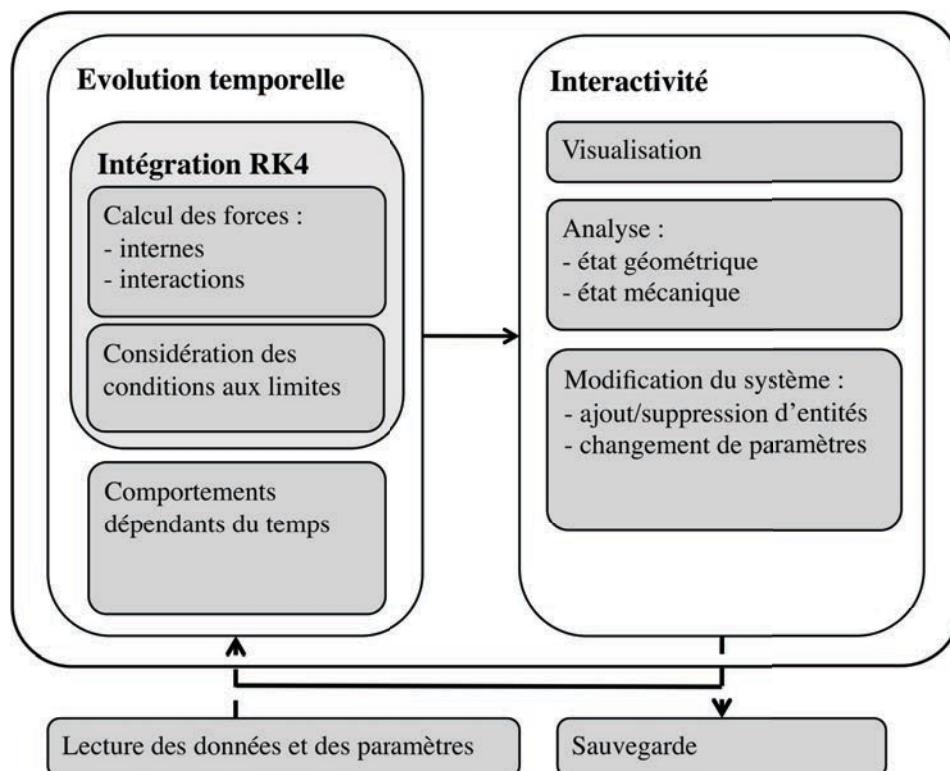 Evolution temporelle
Intégration RK4
Calcul des forces :
- internes
- interactions
Considération des
conditions aux limites
Comportements
dépendants du temps
Interactivité
Visualisation
Analyse :
- état géométrique
- état mécanique
Modification du système :
- ajout/suppression d'entités
- changement de paramètres
Lecture des données et des paramètres
Sauvegarde